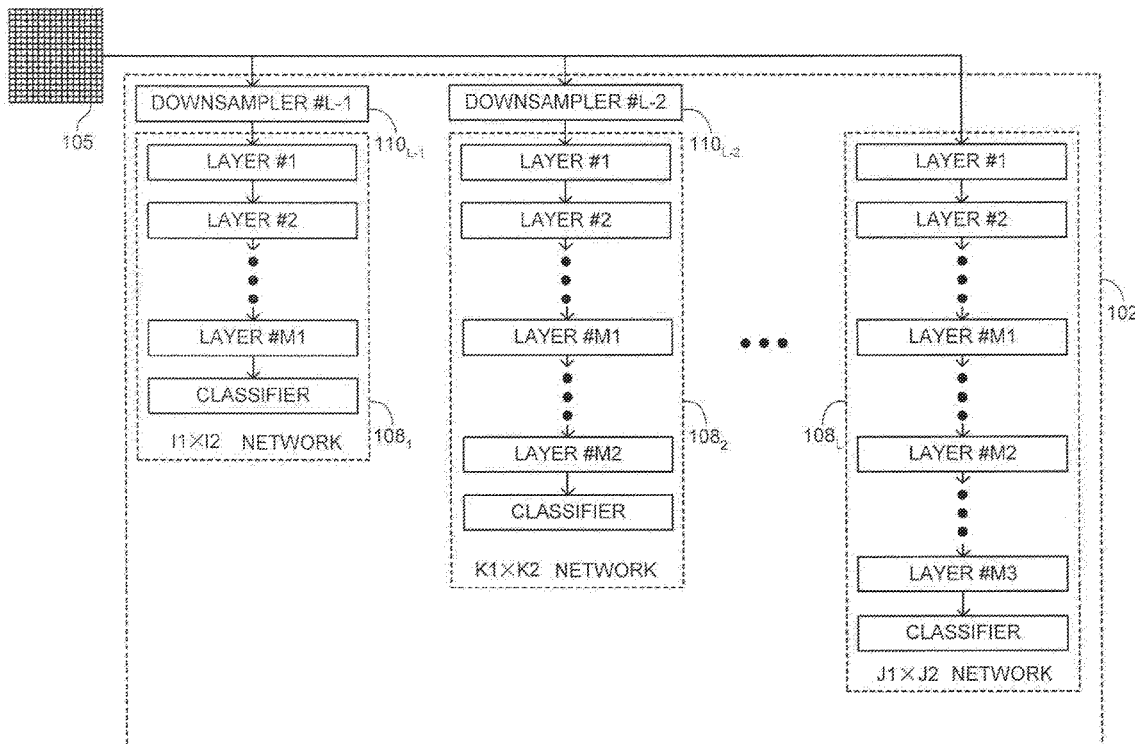 105
DOWNSAMPLER #L-1
110L-1
LAYER #1
LAYER #2
LAYER #M1
CLASSIFIER
I1×I2 NETWORK
1081
DOWNSAMPLER #L-2
110L-2
LAYER #1
LAYER #2
LAYER #M1
LAYER #M2
CLASSIFIER
K1×K2 NETWORK
1082
LAYER #1
LAYER #2
LAYER #M1
LAYER #M2
LAYER #M3
CLASSIFIER
J1×J2 NETWORK
108L
102